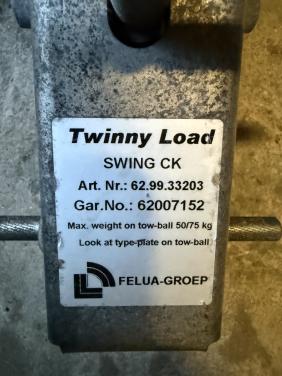 Twinny Load
SWING CK
Art. Nr.: 62.99.33203
Gar.No.: 62007152
Max. weight on tow-ball 50/75 kg
Look at type-plate on tow-ball
FELUA-GROEP